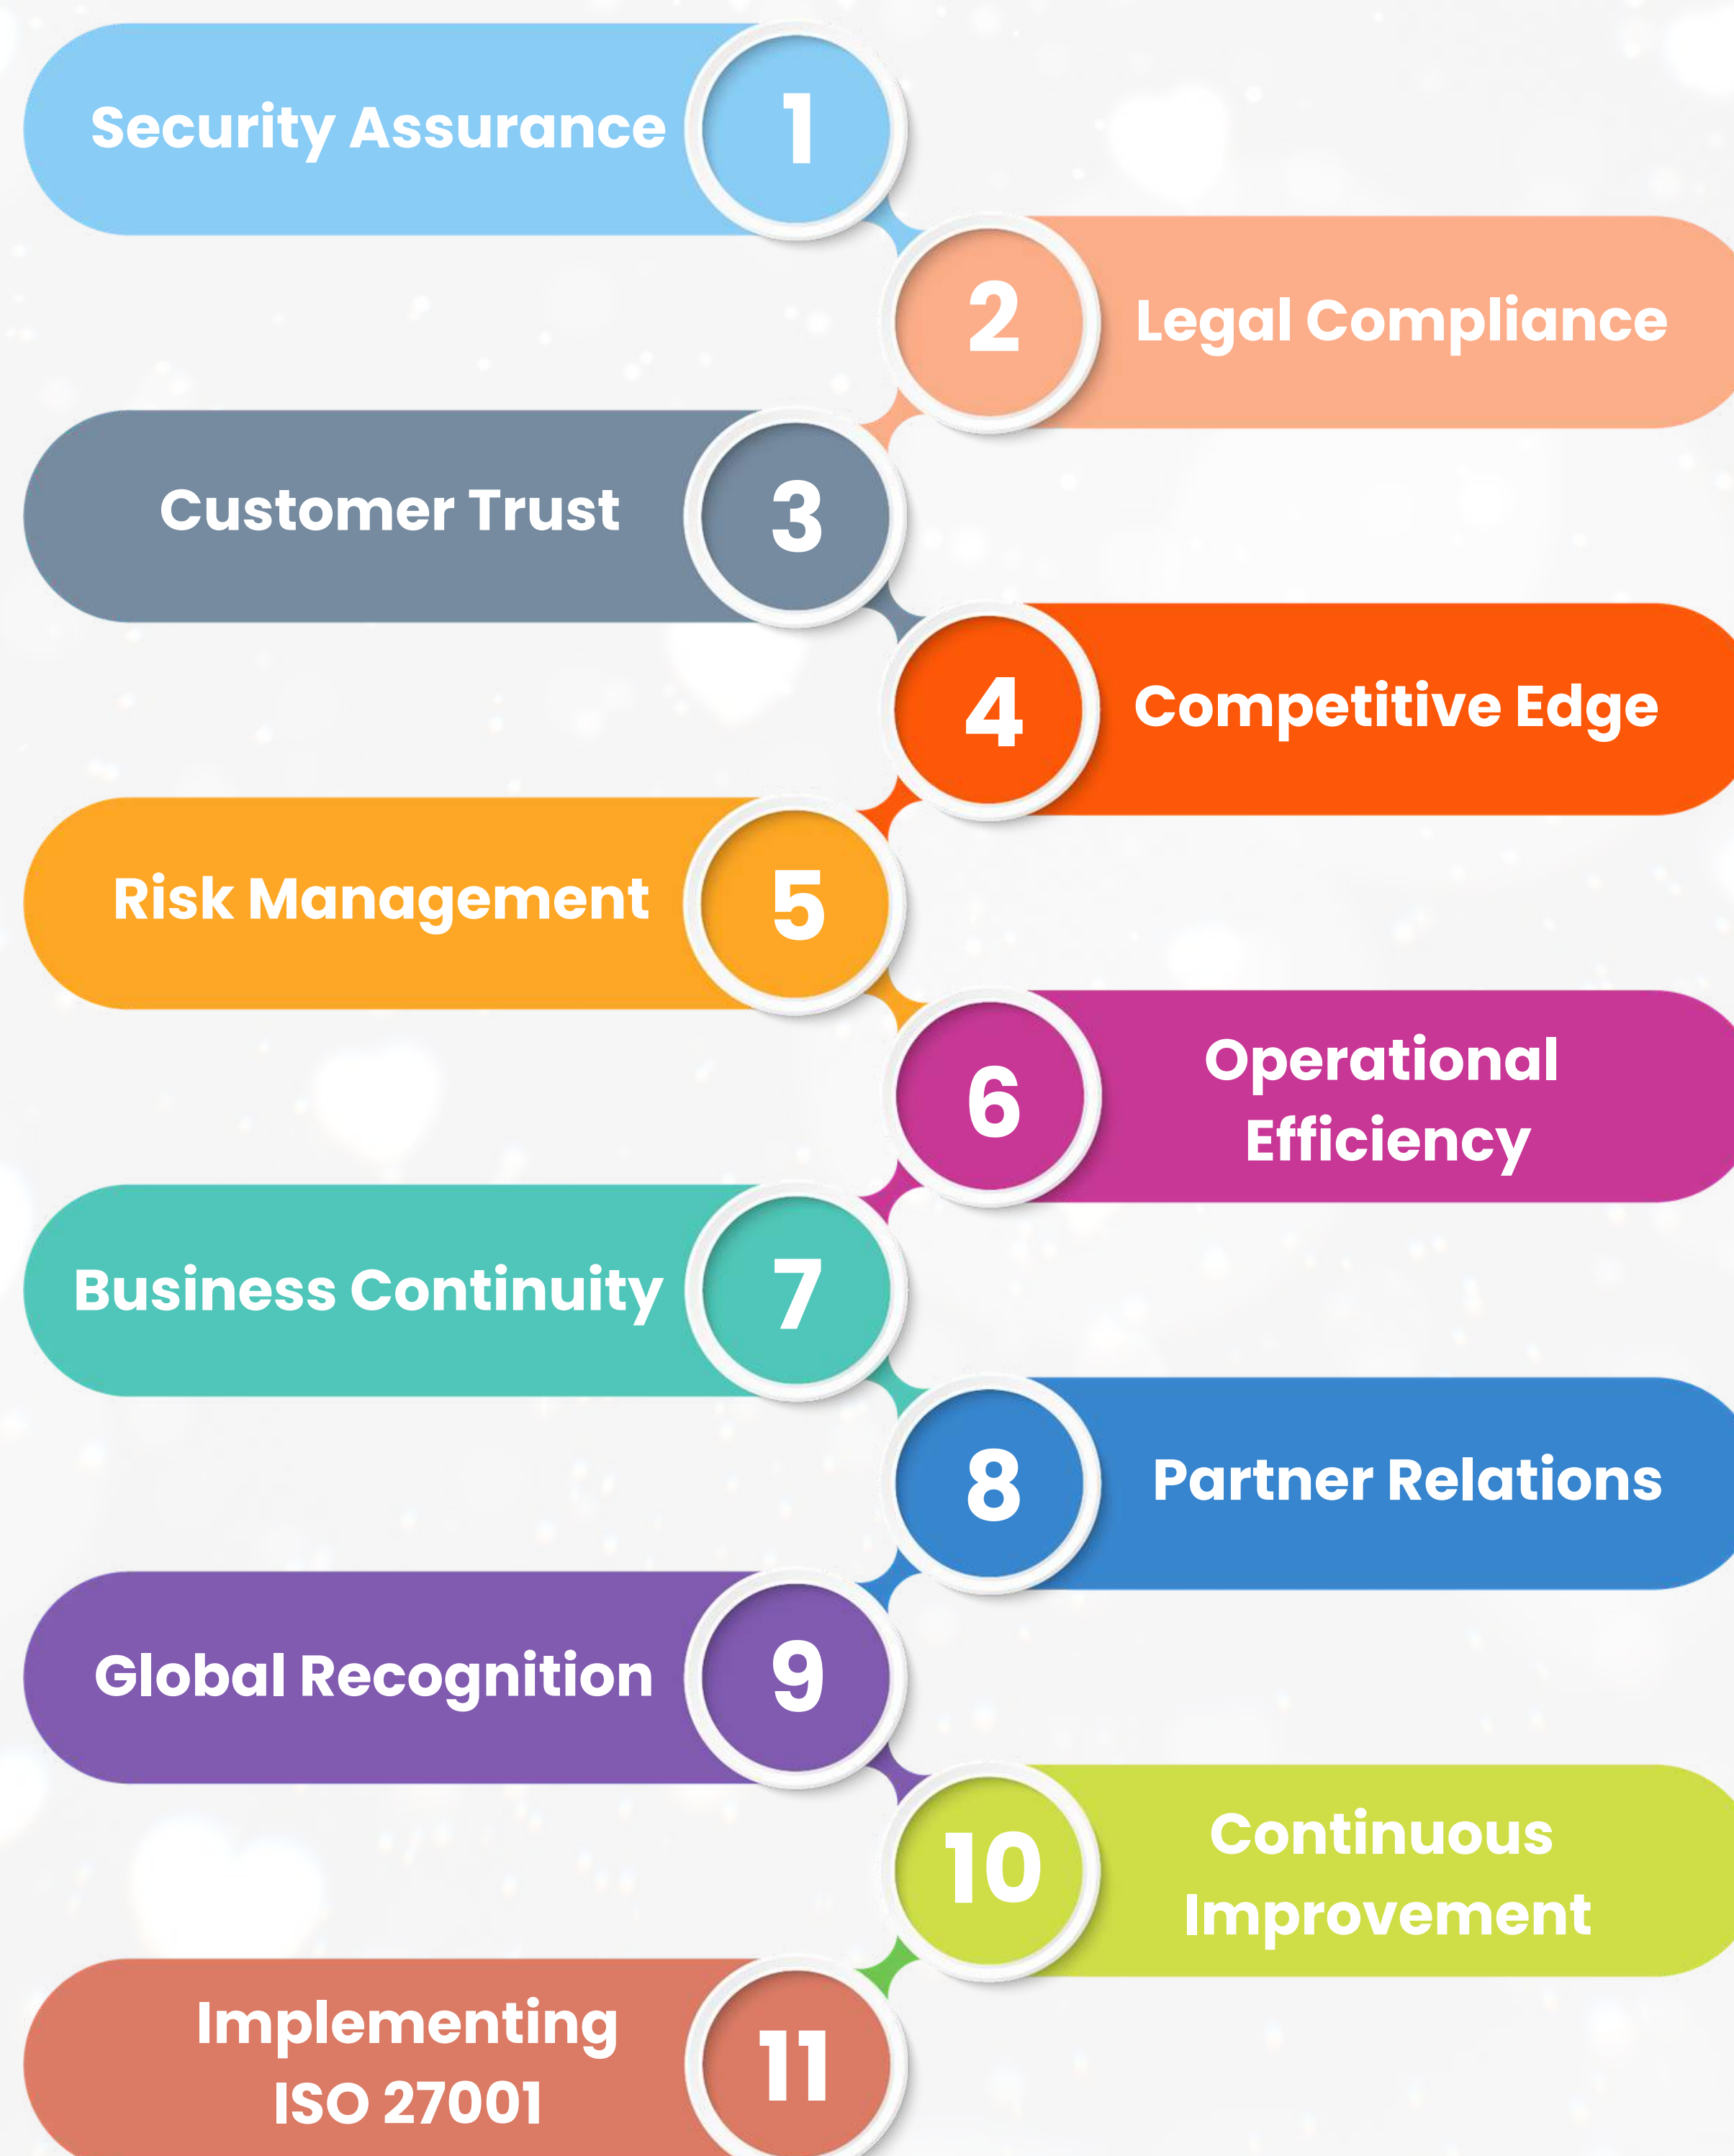 Security Assurance 1
2 Legal Compliance
Customer Trust 3
4 Competitive Edge
Risk Management 5
6 Operational
Efficiency
Business Continuity 7
8 Partner Relations
Global Recognition 9
10 Continuous
Improvement
Implementing
ISO 27001 11